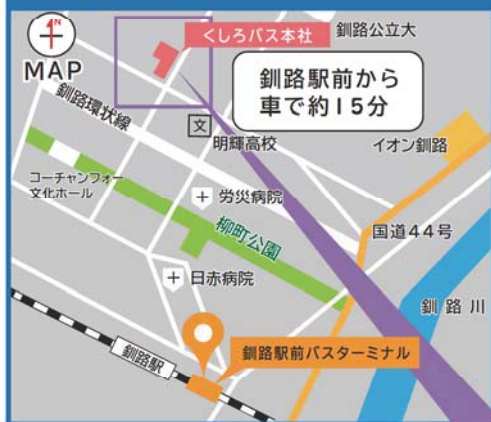 N
MAP
くしろバス本社
釧路公立大
釧路駅前から
車で約15分
釧路環状線
文
明輝高校
イオン釧路
コーチャンフォー
文化ホール
労災病院
柳町公園
国道44号
日赤病院
釧路川
釧路駅
釧路駅前バスターミナル